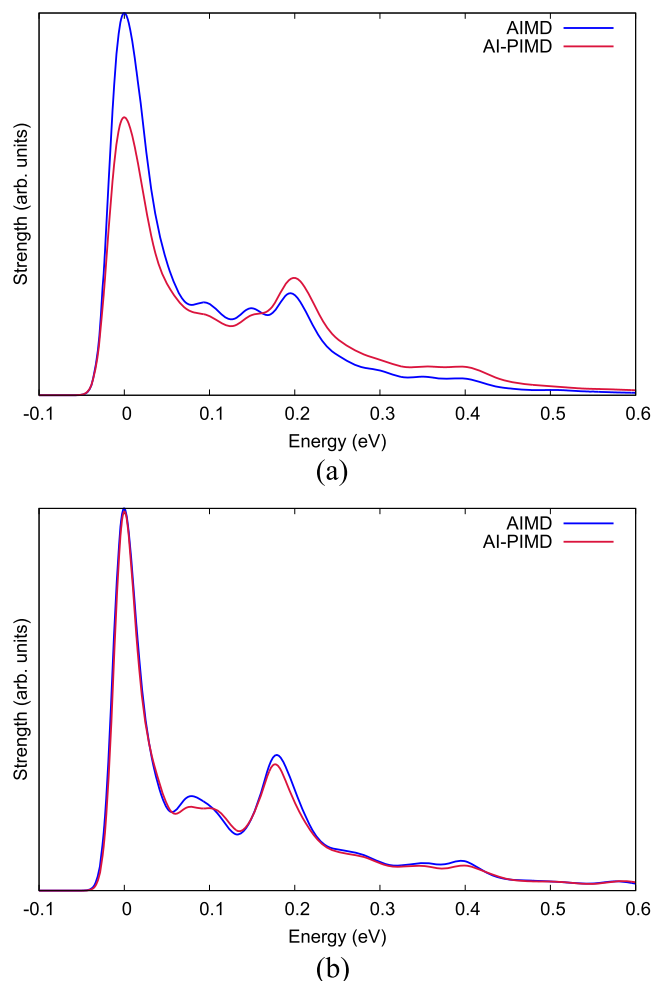 AIMD
AI-PIMD
Strength (arb. units)
-0.1 0 0.1 0.2 0.3 0.4 0.5 0.6
Energy (eV)
(a)
AIMD
AI-PIMD
Strength (arb. units)
-0.1 0 0.1 0.2 0.3 0.4 0.5 0.6
Energy (eV)
(b)